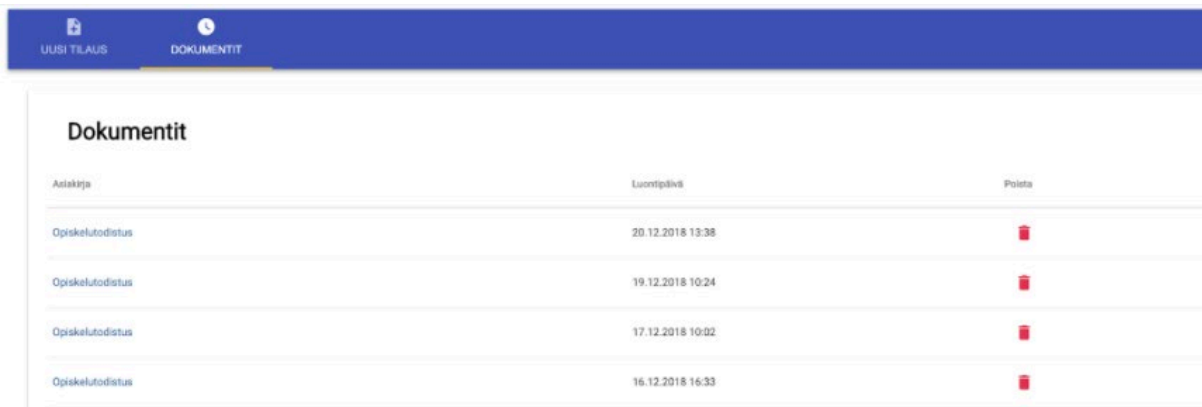 UUSI TILAUS DOKUMENTIT
Dokumentit
Asiakirja Luontipäivä Poista
Opiskelutodistus 20.12.2018 13:38
Opiskelutodistus 19.12.2018 10:24
Opiskelutodistus 17.12.2018 10:02
Opiskelutodistus 16.12.2018 16:33